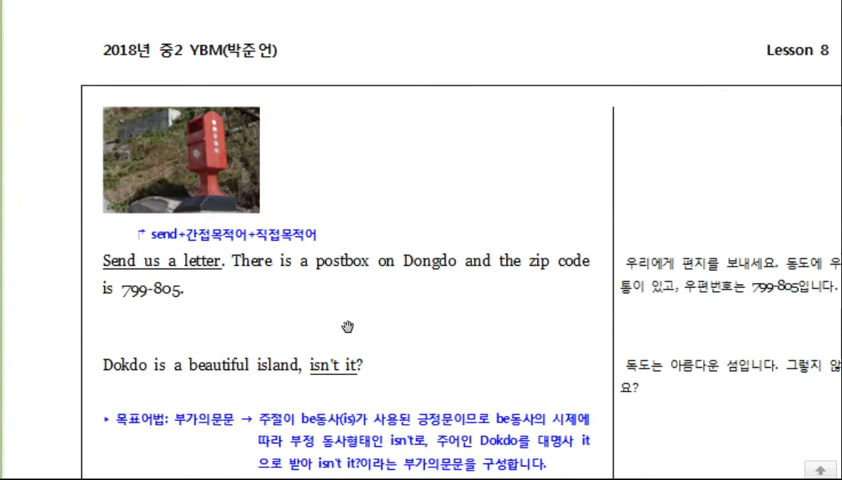 2018년 중2 YBM(박준언)
Lesson 8
send+간접목적어+직접목적어
Send us a letter. There is a postbox on Dongdo and the zip code
is 799-805.
우리에게 편지를 보내세요. 동도에 우
통이 있고, 우편번호는 799-805입니다.
Dokdo is a beautiful island, isn't it?
독도는 아름다운 섬입니다. 그렇지 않
요?
▸ 목표어법: 부가의문문 → 주절이 be동사(is)가 사용된 긍정문이므로 be동사의 시제에
따라 부정 동사형태인 isn't로, 주어인 Dokdo를 대명사 it
으로 받아 isn't it?이라는 부가의문문을 구성합니다.